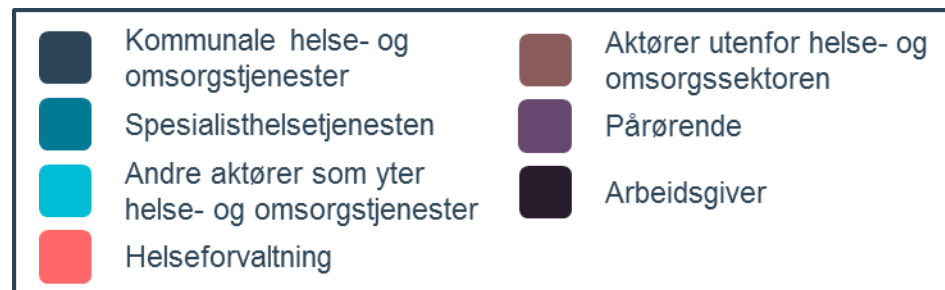 Kommunale helse- og
omsorgstjenester
Spesialisthelsetjenesten
Andre aktører som yter
helse- og omsorgstjenester
Helseforvaltning
Aktører utenfor helse- og
omsorgssektoren
Pårørende
Arbeidsgiver